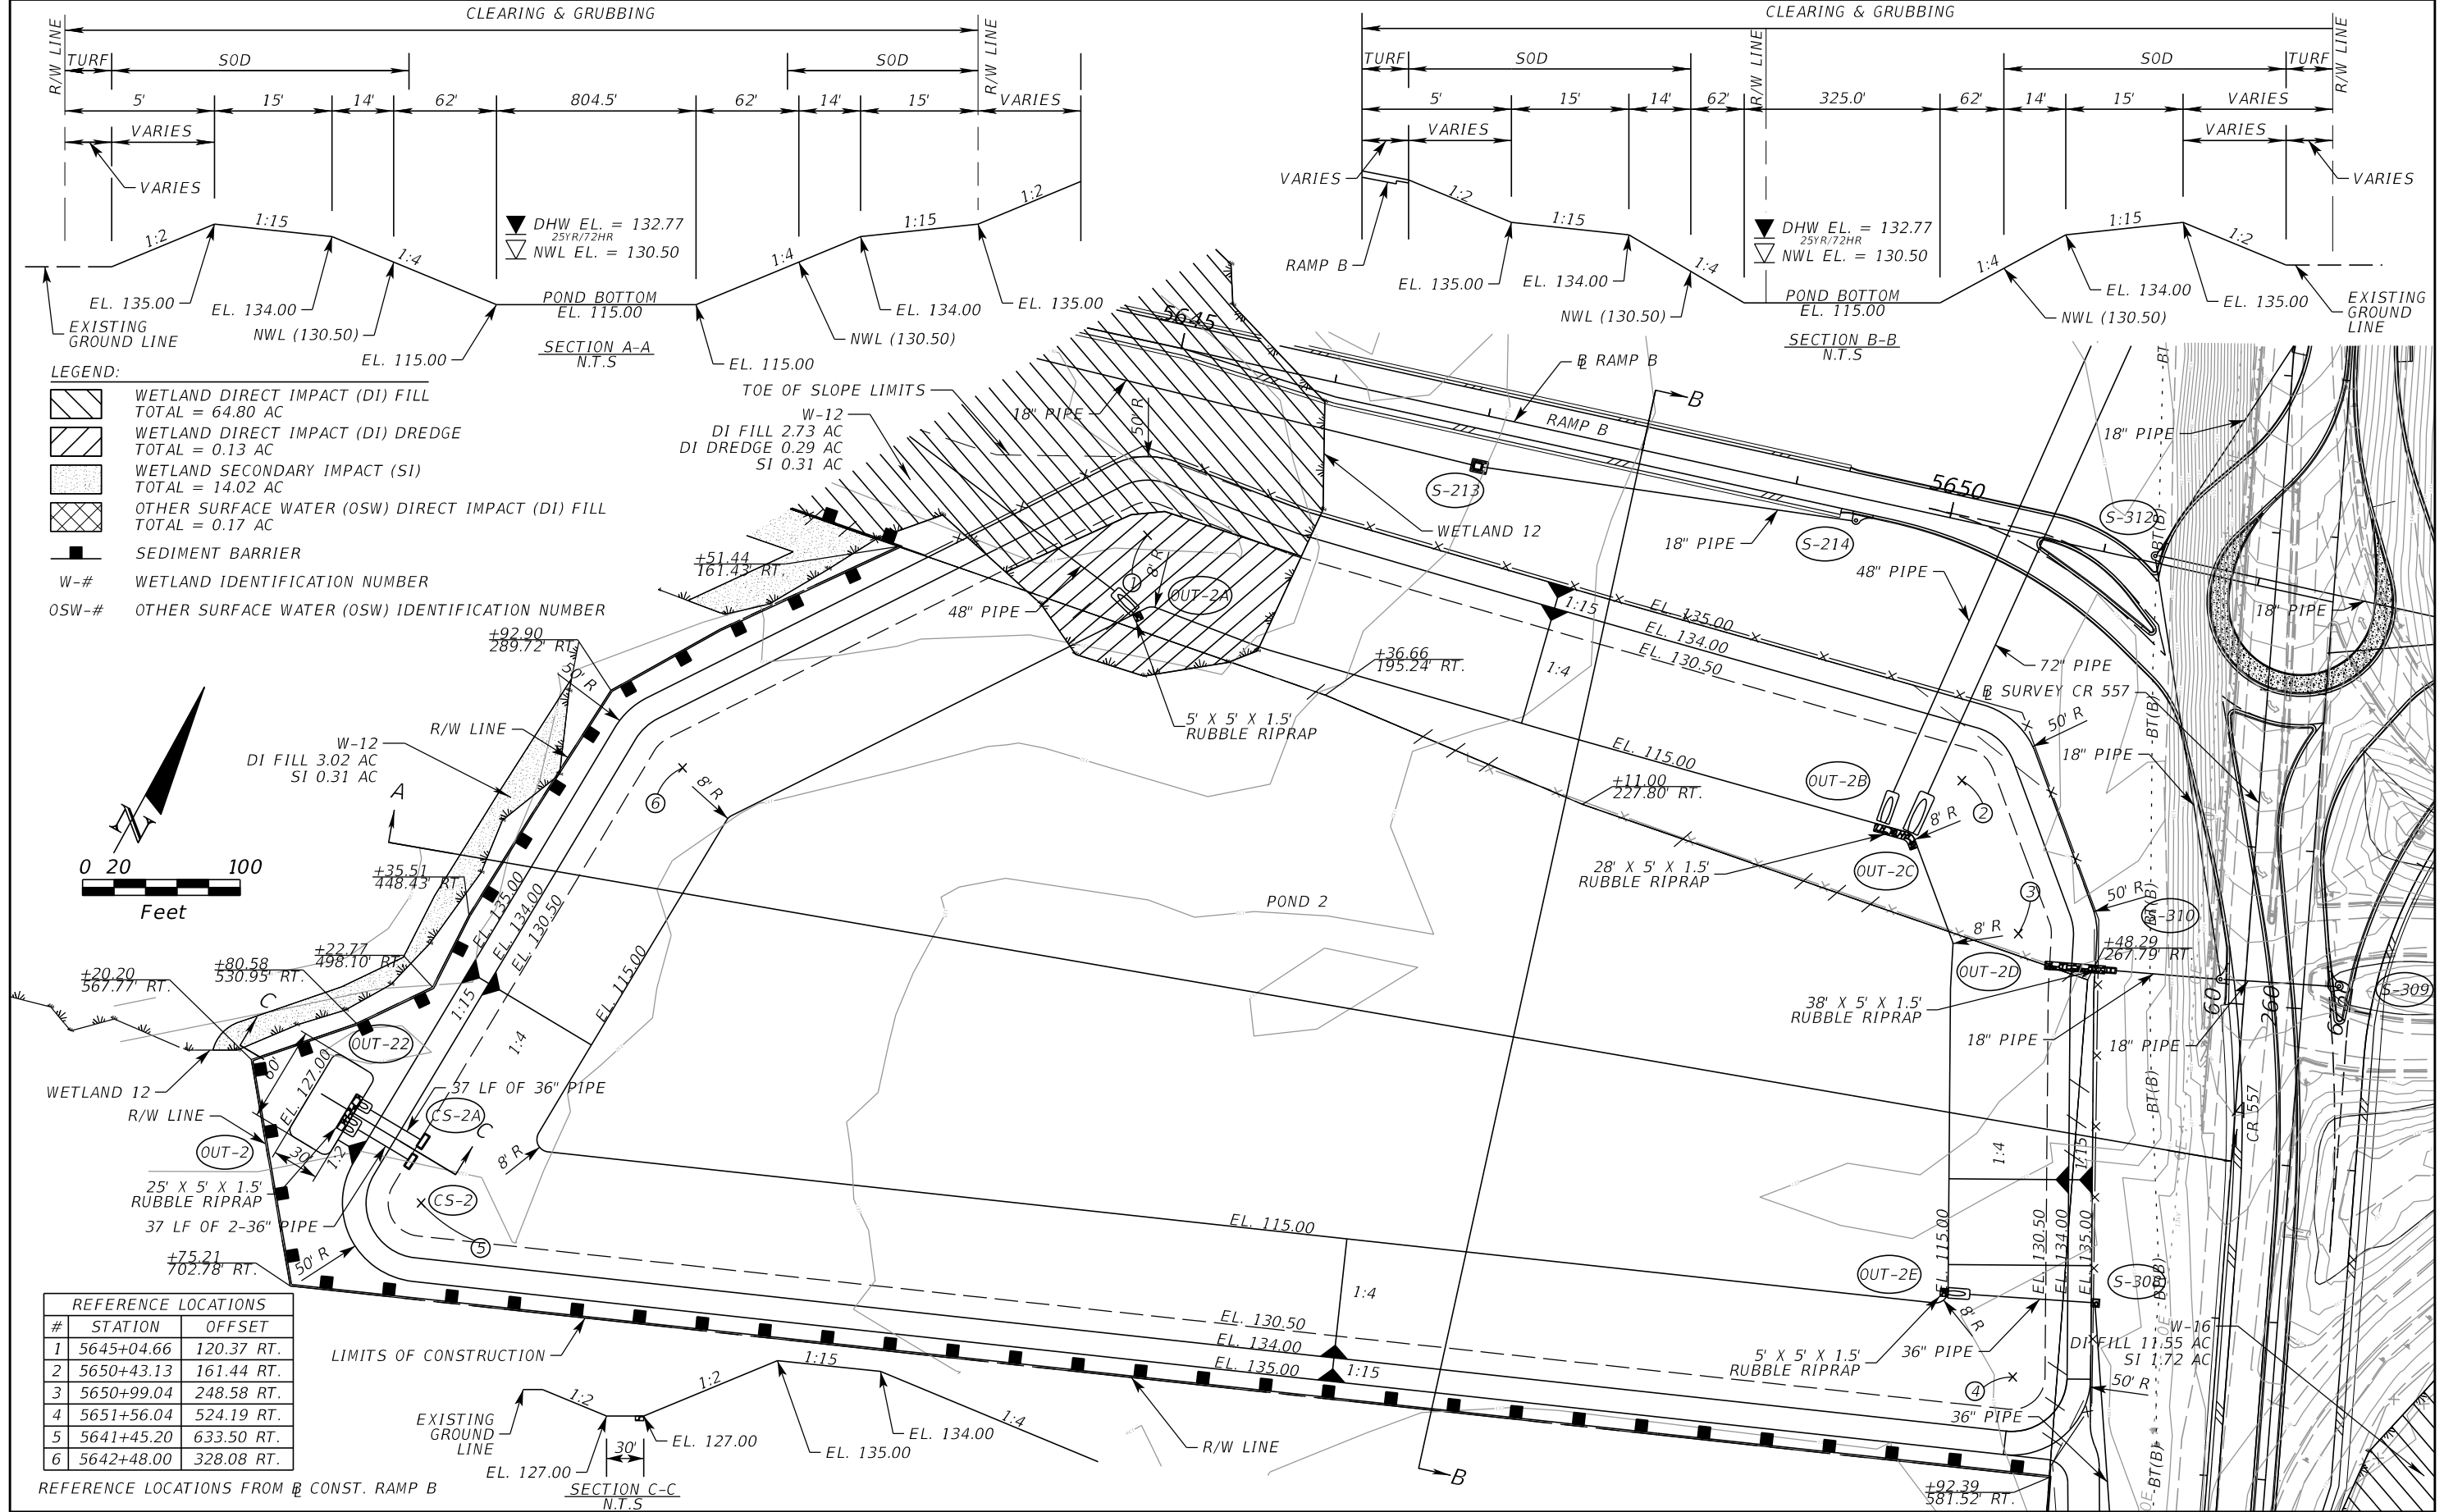 CLEARING & GRUBBING
R/W LINE
TURF
SOD
SOD
R/W LINE
5'
15'
14'
62'
804.5'
62'
14'
15'
VARIES
VARIES
VARIES
1:2
1:15
1:4
DHW EL. = 132.77
25YR/72HR
NWL EL. = 130.50
1:4
1:15
1:2
EL. 135.00
EL. 134.00
NWL (130.50)
EL. 115.00
POND BOTTOM
EL. 115.00
EL. 134.00
EL. 135.00
NWL (130.50)
EL. 115.00
EXISTING
GROUND LINE
SECTION A-A
N.T.S
CLEARING & GRUBBING
TURF
SOD
R/W LINE
SOD
TURF
R/W LINE
5'
15'
14'
62'
325.0'
62'
14'
15'
VARIES
VARIES
VARIES
VARIES
VARIES
1:2
1:15
1:4
DHW EL. = 132.77
25YR/72HR
NWL EL. = 130.50
1:4
1:15
1:2
RAMP B
EL. 135.00
EL. 134.00
NWL (130.50)
POND BOTTOM
EL. 115.00
EL. 134.00
EL. 135.00
NWL (130.50)
EXISTING
GROUND
LINE
SECTION B-B
N.T.S
LEGEND:
WETLAND DIRECT IMPACT (DI) FILL
TOTAL = 64.80 AC
WETLAND DIRECT IMPACT (DI) DREDGE
TOTAL = 0.13 AC
WETLAND SECONDARY IMPACT (SI)
TOTAL = 14.02 AC
OTHER SURFACE WATER (OSW) DIRECT IMPACT (DI) FILL
TOTAL = 0.17 AC
SEDIMENT BARRIER
W-# WETLAND IDENTIFICATION NUMBER
OSW-# OTHER SURFACE WATER (OSW) IDENTIFICATION NUMBER
TOE OF SLOPE LIMITS
W-12
DI FILL 2.73 AC
DI DREDGE 0.29 AC
SI 0.31 AC
5645
18" PIPE
50' R
BL RAMP B
B
RAMP B
S-213
WETLAND 12
18" PIPE
S-214
5650
S-312
18" PIPE
18" PIPE
48" PIPE
72" PIPE
BL SURVEY CR 557
18" PIPE
BT
BT(B)
BT(B)
BT(B)
BT(B)
BT(B)
BT(B)
+51.44
161.43' RT.
48" PIPE
1
8' R
OUT-2A
5' X 5' X 1.5'
RUBBLE RIPRAP
+36.66
195.24' RT.
1:15
EL. 135.00
EL. 134.00
EL. 130.50
1:4
EL. 115.00
+11.00
227.80' RT.
OUT-2B
2
8' R
50' R
OUT-2C
28' X 5' X 1.5'
RUBBLE RIPRAP
3
50' R
S-310
8' R
OUT-2D
+48.29
267.79' RT.
38' X 5' X 1.5'
RUBBLE RIPRAP
18" PIPE
18" PIPE
S-309
60
260
CR 557
+92.90
289.72' RT.
50' R
R/W LINE
W-12
DI FILL 3.02 AC
SI 0.31 AC
6
8' R
A
N
0 20 100
Feet
+35.51
448.43' RT.
EL. 135.00
EL. 134.00
EL. 130.50
POND 2
+22.77
498.10' RT.
+80.58
530.95' RT.
+20.20
567.77' RT.
C
1:15
1:4
EL. 115.00
OUT-22
60'
EL. 127.00
WETLAND 12
R/W LINE
37 LF OF 36" PIPE
CS-2A
C
OUT-2
30'
1:2
8' R
CS-2
25' X 5' X 1.5'
RUBBLE RIPRAP
37 LF OF 2-36" PIPE
5
50' R
+75.21
702.78' RT.
EL. 115.00
1:4
EL. 130.50
EL. 134.00
EL. 135.00
1:15
1:4
1:15
A
EL. 115.00
EL. 130.50
EL. 134.00
EL. 135.00
OUT-2E
8' R
S-308
W-16
DI FILL 11.55 AC
SI 1.72 AC
5' X 5' X 1.5'
RUBBLE RIPRAP
36" PIPE
4
50' R
36" PIPE
+92.39
581.52' RT.
B
R/W LINE
LIMITS OF CONSTRUCTION
REFERENCE LOCATIONS
# STATION OFFSET
1 5645+04.66 120.37 RT.
2 5650+43.13 161.44 RT.
3 5650+99.04 248.58 RT.
4 5651+56.04 524.19 RT.
5 5641+45.20 633.50 RT.
6 5642+48.00 328.08 RT.
REFERENCE LOCATIONS FROM BL CONST. RAMP B
EXISTING
GROUND
LINE
1:2
1:2
1:15
1:4
EL. 127.00
EL. 127.00
30'
EL. 135.00
EL. 134.00
SECTION C-C
N.T.S